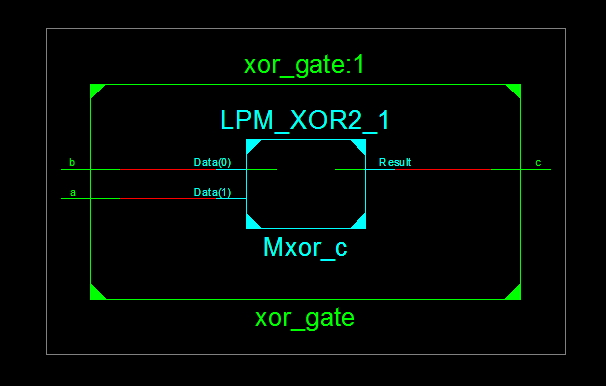 xor_gate:1
LPM_XOR2_1
b Data(0) Result c
a Data(1)
Mxor_c
xor_gate